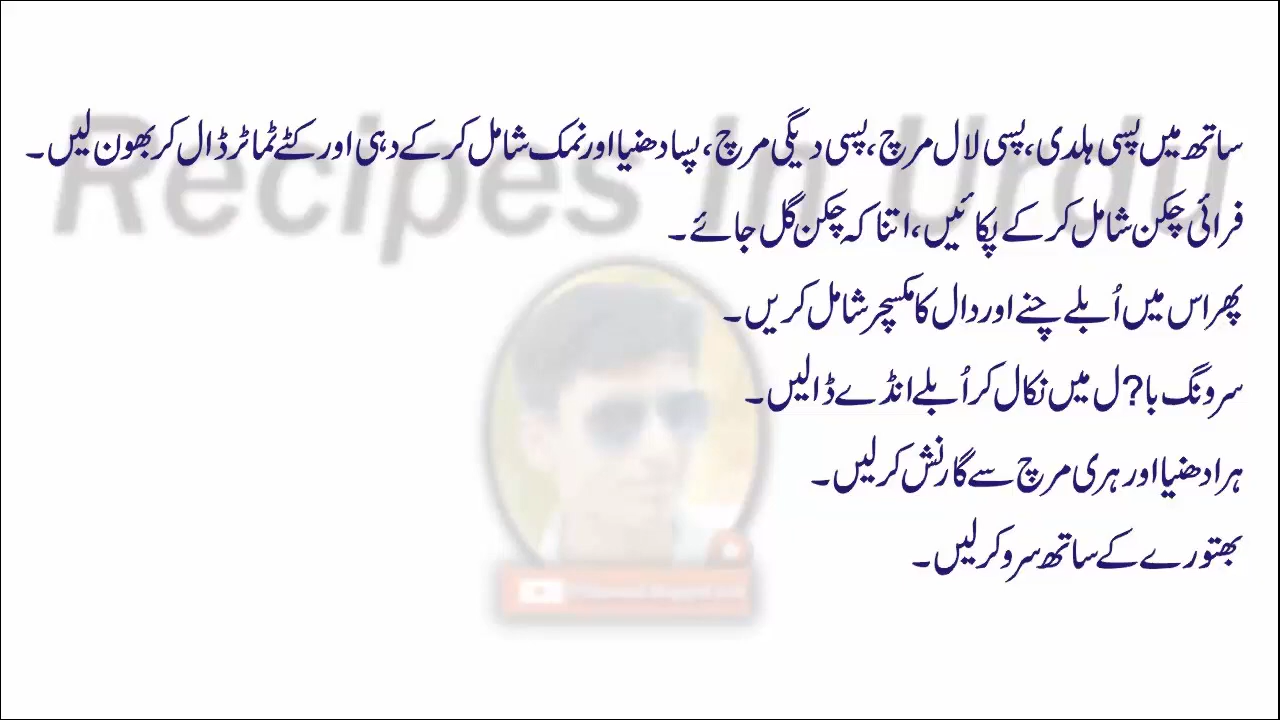 ساتھ میں پسی ہلدی، پسی لال مرچ، پسی دیگی مرچ، پسا دھنیا اور نمک شامل کر کے دہی اور کٹے ٹماٹر ڈال کر بھون لیں۔
فرائی چکن شامل کر کے پکائیں، اتنا کہ چکن گل جائے۔
پھر اس میں اُبلے چنے اور دال کا مکسچر شامل کریں۔
سرونگ با?ل میں نکال کر اُبلے انڈے ڈالیں۔
ہرا دھنیا اور ہری مرچ سے گارنش کر لیں۔
بھتورے کے ساتھ سرو کر لیں۔
Recipes in Urdu